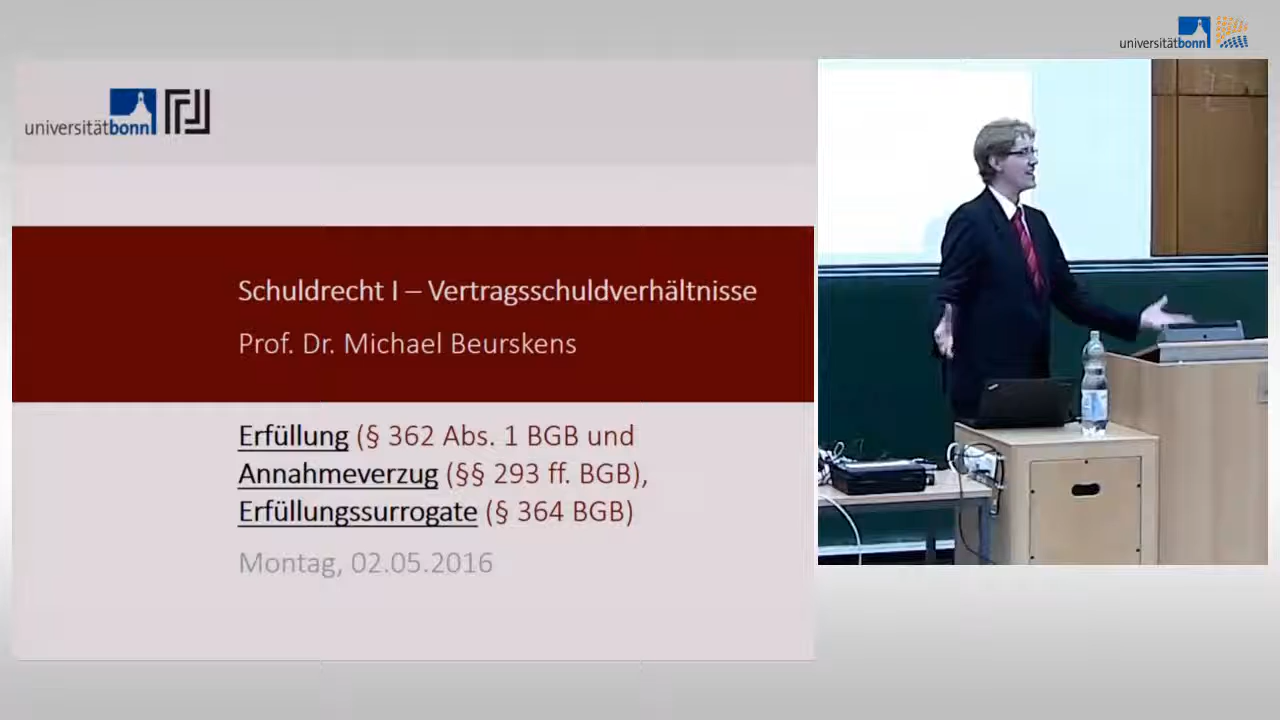 universitätbonn
universitätbonn
Schuldrecht I – Vertragsschuldverhältnisse
Prof. Dr. Michael Beurskens
Erfüllung (§ 362 Abs. 1 BGB und
Annahmeverzug (§§ 293 ff. BGB),
Erfüllungssurrogate (§ 364 BGB)
Montag, 02.05.2016